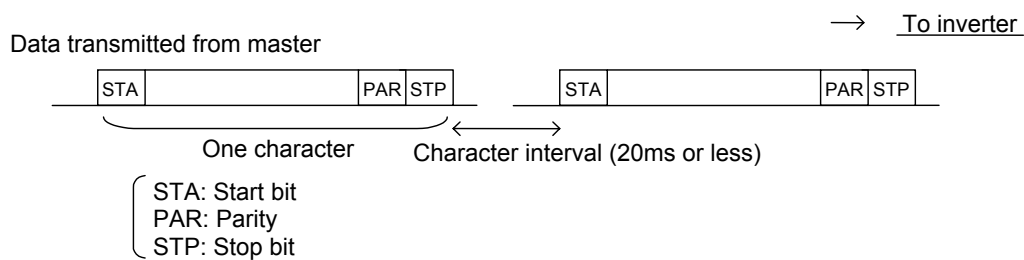 To inverter
Data transmitted from master
STA PAR STP STA PAR STP
One character Character interval (20ms or less)
STA: Start bit
PAR: Parity
STP: Stop bit